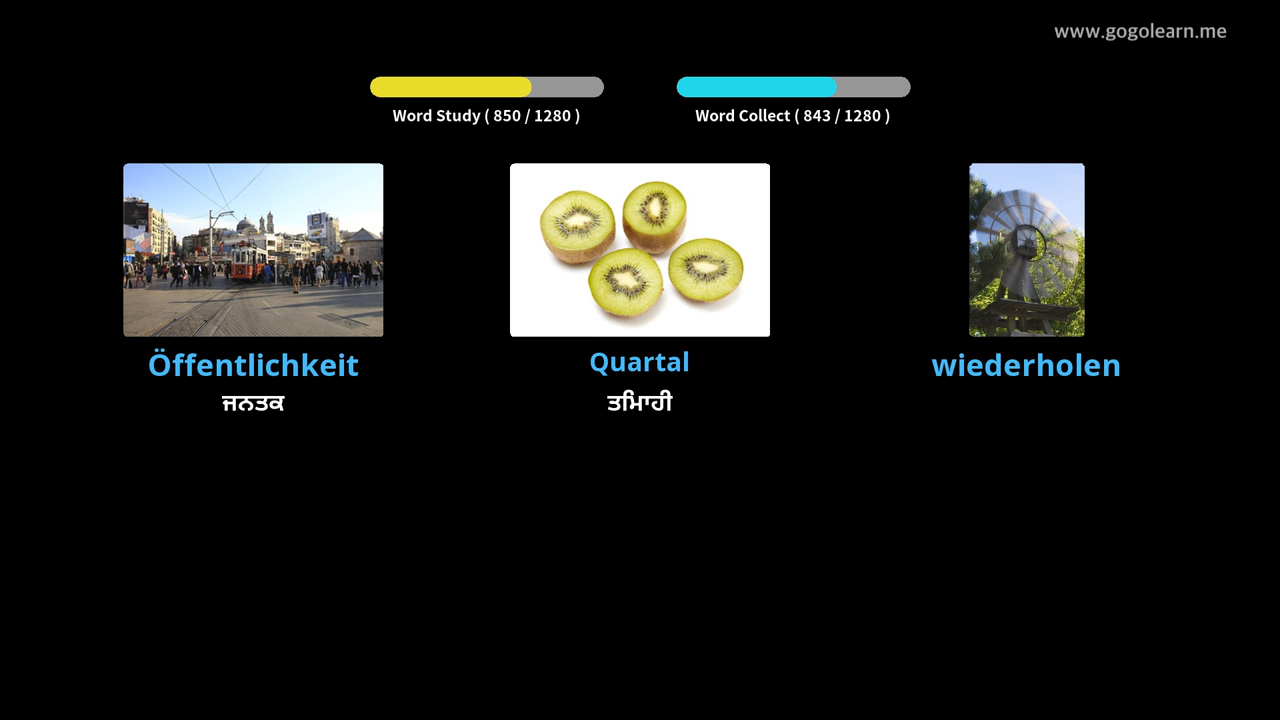 www.gogolearn.me
Word Study ( 850 / 1280 )
Word Collect ( 843 / 1280 )
Öffentlichkeit
Quartal
wiederholen
ਜਨਤਕ
ਤਿਮਾਹੀ